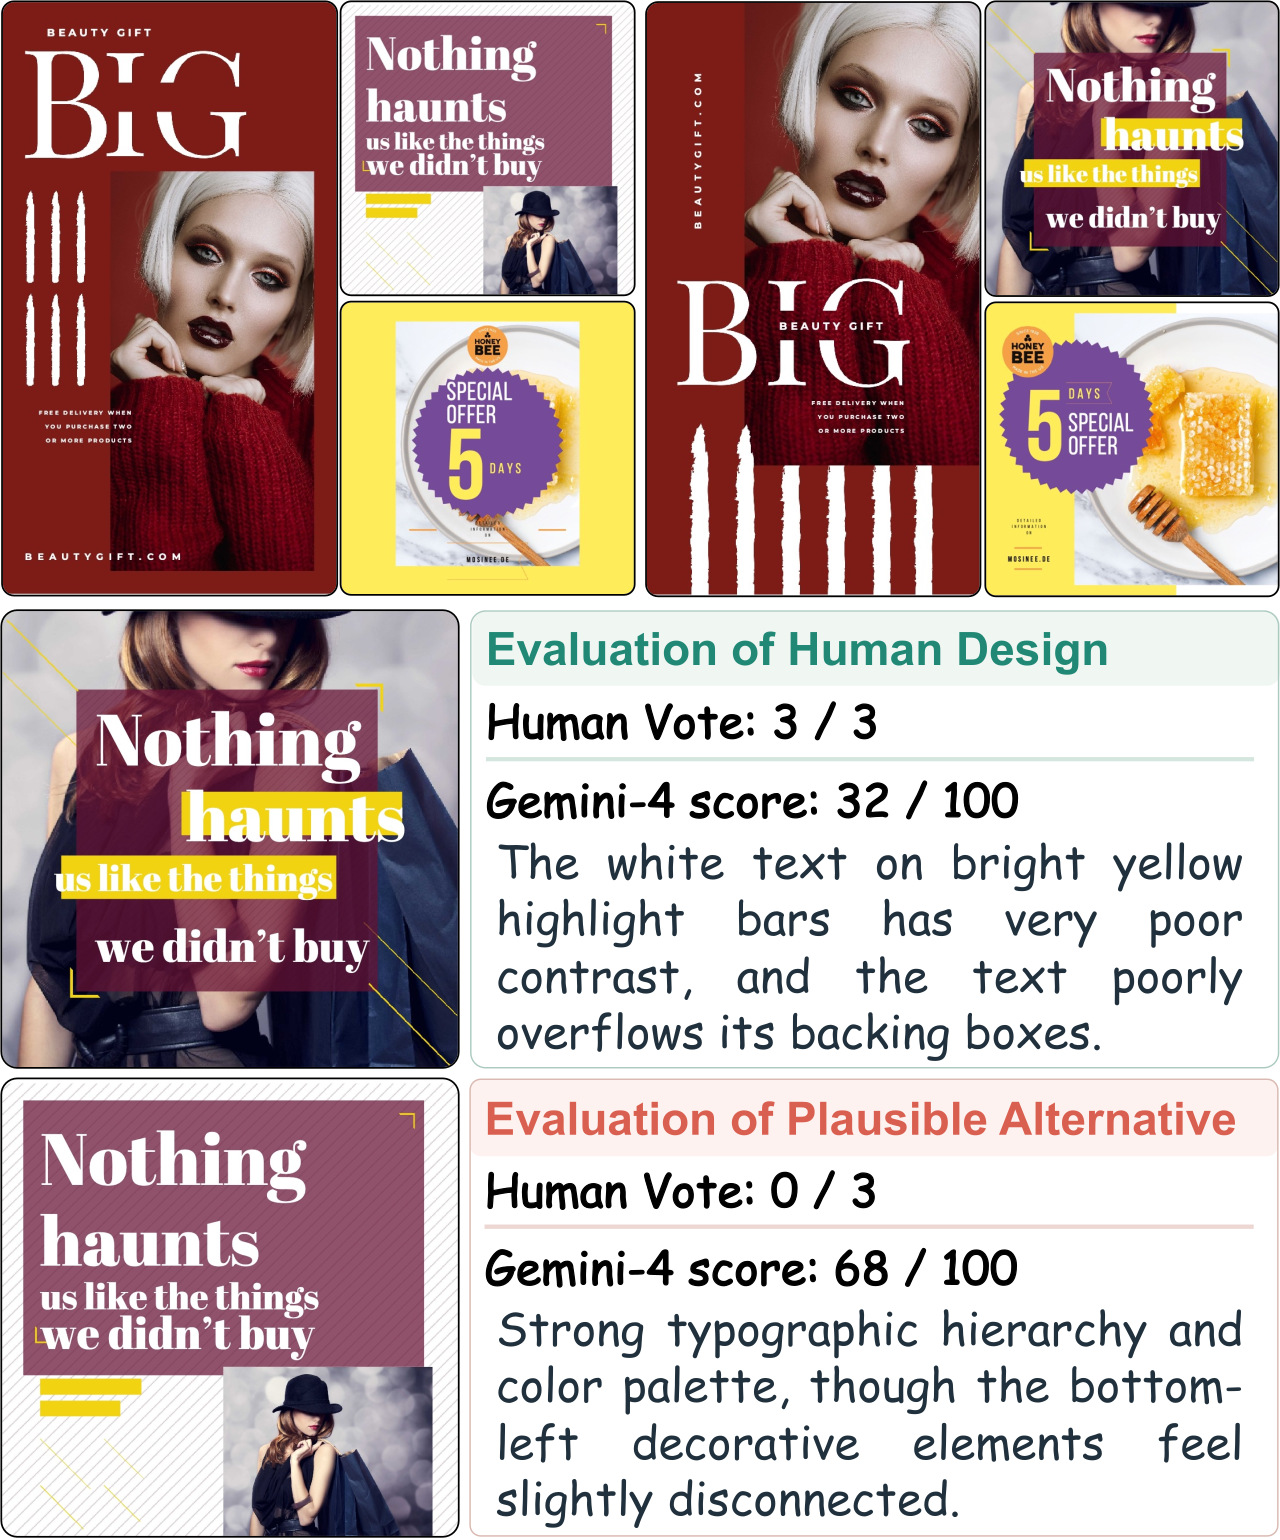 BEAUTY GIFT
BIG
FREE DELIVERY WHEN
YOU PURCHASE TWO
OR MORE PRODUCTS
BEAUTYGIFT.COM
Nothing
haunts
us like the things
we didn't buy
HONEY
BEE
SPECIAL
OFFER
5 DAYS
DETAILED
INFORMATION
ON
MOSINEE.DE
BEAUTYGIFT.COM
BIG
BEAUTY GIFT
FREE DELIVERY WHEN
YOU PURCHASE TWO
OR MORE PRODUCTS
Nothing
haunts
us like the things
we didn't buy
HONEY
BEE
5 DAYS
SPECIAL
OFFER
DETAILED
INFORMATION
ON
MOSINEE.DE
Nothing
haunts
us like the things
we didn't buy
Evaluation of Human Design
Human Vote: 3 / 3
Gemini-4 score: 32 / 100
The white text on bright yellow
highlight bars has very poor
contrast, and the text poorly
overflows its backing boxes.
Nothing
haunts
us like the things
we didn't buy
Evaluation of Plausible Alternative
Human Vote: 0 / 3
Gemini-4 score: 68 / 100
Strong typographic hierarchy and
color palette, though the bottom-
left decorative elements feel
slightly disconnected.